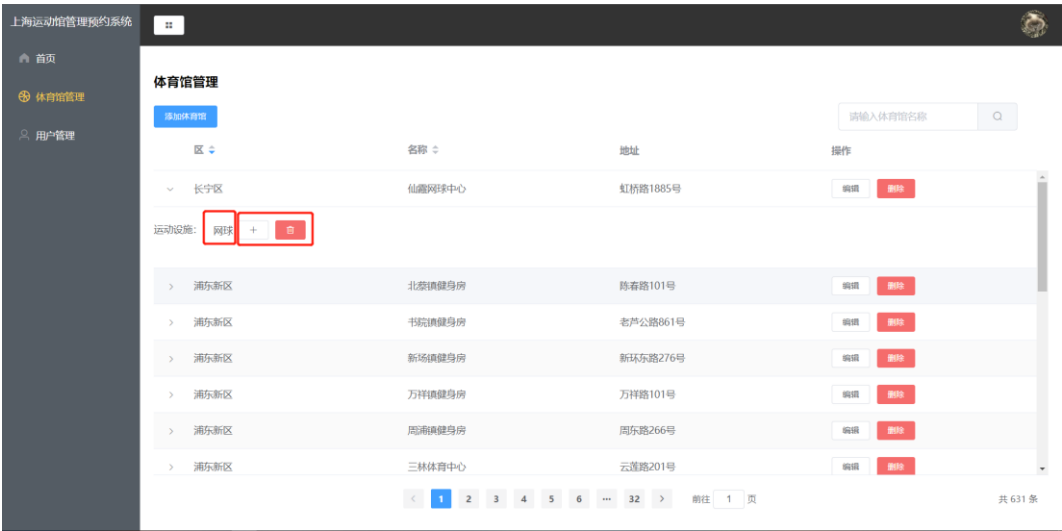 上海运动馆管理预约系统
首页
体育馆管理
用户管理
体育馆管理
添加体育馆
请输入体育馆名称
区 名称 地址 操作
长宁区 仙霞网球中心 虹桥路1885号 编辑 删除
运动设施： 网球 +
浦东新区 北蔡镇健身房 陈春路101号 编辑 删除
浦东新区 书院镇健身房 老芦公路861号 编辑 删除
浦东新区 新场镇健身房 新环东路276号 编辑 删除
浦东新区 万祥镇健身房 万祥路101号 编辑 删除
浦东新区 周浦镇健身房 周东路266号 编辑 删除
浦东新区 三林体育中心 云莲路201号 编辑 删除
< 1 2 3 4 5 6 ... 32 > 前往 1 页 共 631 条